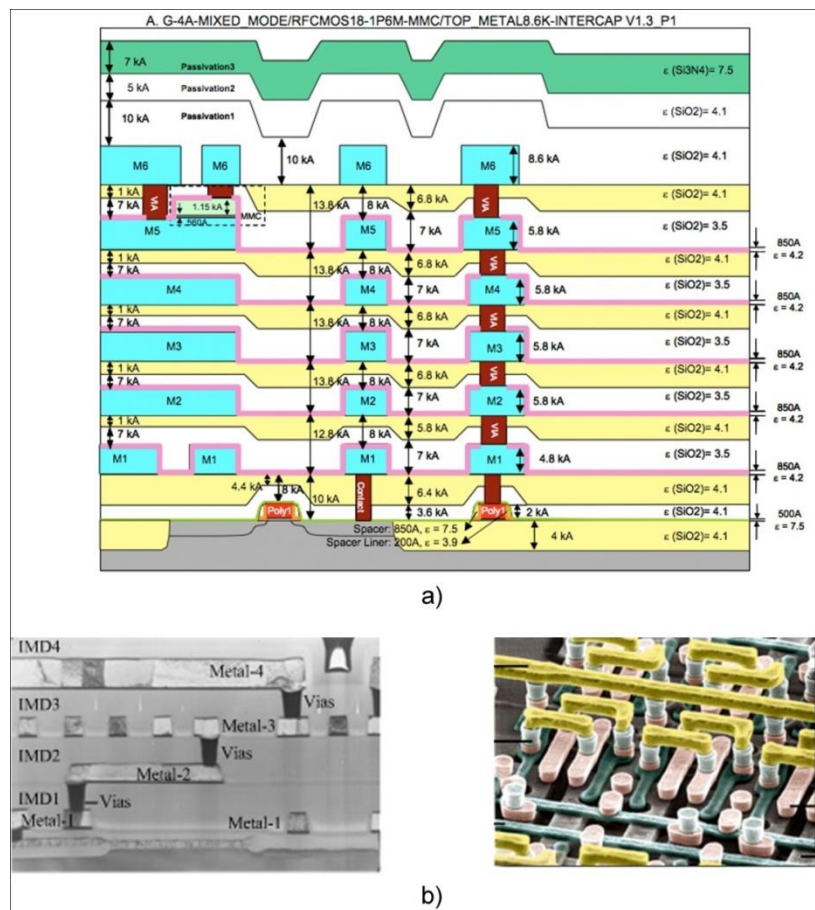 A. G-4A-MIXED_MODE/RFCMOS18-1P6M-MMC/TOP_METAL8.6K-INTERCAP V1.3_P1
7 kA Passivation3 ε (Si3N4)= 7.5
5 kA Passivation2
10 kA Passivation1 ε (SiO2)= 4.1
M6 M6 10 kA M6 M6 8.6 kA ε (SiO2)= 4.1
1 kA 6.8 kA ε (SiO2)= 4.1
7 kA VIA 1.15 kA 13.8 kA 8 kA VIA
560A MMC
M5 M5 7 kA M5 5.8 kA ε (SiO2)= 3.5
850A
ε = 4.2
1 kA 6.8 kA VIA ε (SiO2)= 4.1
7 kA 13.8 kA 8 kA
M4 M4 7 kA M4 5.8 kA ε (SiO2)= 3.5
850A
ε = 4.2
1 kA 6.8 kA VIA ε (SiO2)= 4.1
7 kA 13.8 kA 8 kA
M3 M3 7 kA M3 5.8 kA ε (SiO2)= 3.5
850A
ε = 4.2
1 kA 6.8 kA VIA ε (SiO2)= 4.1
7 kA 13.8 kA 8 kA
M2 M2 7 kA M2 5.8 kA ε (SiO2)= 3.5
850A
ε = 4.2
1 kA 5.8 kA VIA ε (SiO2)= 4.1
7 kA 12.8 kA 8 kA
M1 M1 M1 7 kA M1 4.8 kA ε (SiO2)= 3.5
850A
ε = 4.2
4.4 kA 8 kA 10 kA Contact 6.4 kA ε (SiO2)= 4.1
Poly1 3.6 kA Poly1 2 kA ε (SiO2)= 4.1
500A
ε = 7.5
Spacer: 850A, ε = 7.5
Spacer Liner: 200A, ε = 3.9
4 kA ε (SiO2)= 4.1
a)
IMD4
Metal-4
IMD3 Vias
Metal-3
IMD2 Vias
Metal-2
IMD1 Vias
Metal-1 Metal-1
b)